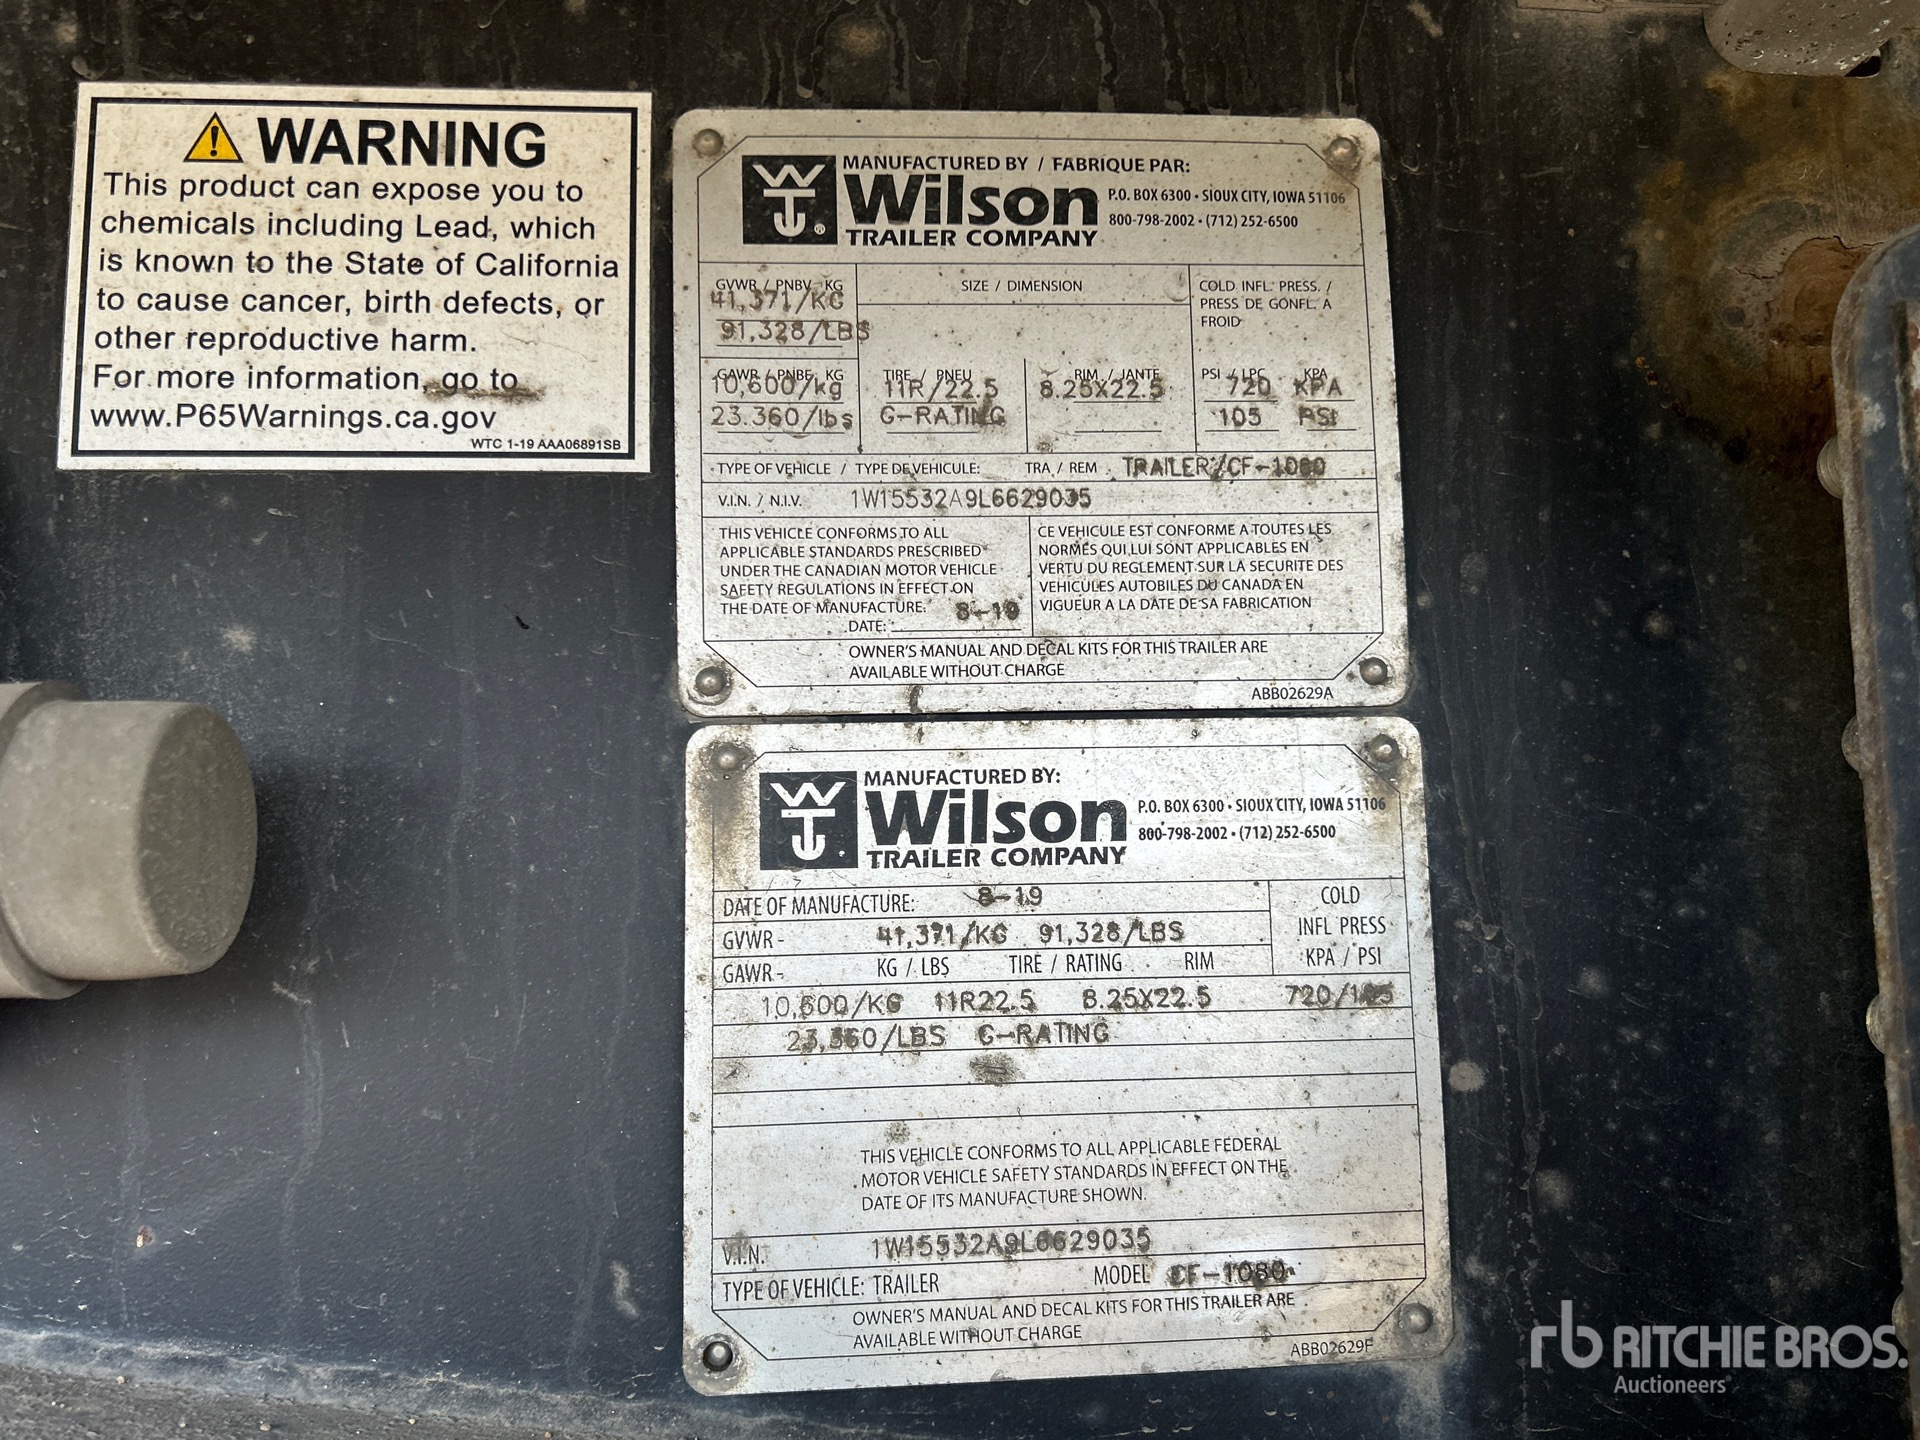 WARNING
This product can expose you to
chemicals including Lead, which
is known to the State of California
to cause cancer, birth defects, or
other reproductive harm.
For more information, go to
www.P65Warnings.ca.gov
WTC 1-19 AAA06891SB
MANUFACTURED BY / FABRIQUE PAR:
Wilson
TRAILER COMPANY
P.O. BOX 6300 • SIOUX CITY, IOWA 51106
800-798-2002 • (712) 252-6500
GVWR / PNBV KG
41,371/KG
91,328/LBS
SIZE / DIMENSION
COLD INFL. PRESS. /
PRESS DE GONFL. A
FROID
GAWR / PNBE KG
10,600/kg
23.360/lbs
TIRE / PNEU
11R/22.5
G-RATING
RIM / JANTE
8.25X22.5
PSI / LPC KPA
720 KPA
105 PSI
TYPE OF VEHICLE / TYPE DE VEHICULE: TRA / REM TRAILER/CF-1080
V.I.N. / N.I.V. 1W15532A9L6629035
THIS VEHICLE CONFORMS TO ALL
APPLICABLE STANDARDS PRESCRIBED
UNDER THE CANADIAN MOTOR VEHICLE
SAFETY REGULATIONS IN EFFECT ON
THE DATE OF MANUFACTURE.
DATE: 8-19
CE VEHICULE EST CONFORME A TOUTES LES
NORMES QUI LUI SONT APPLICABLES EN
VERTU DU REGLEMENT SUR LA SECURITE DES
VEHICULES AUTOBILES DU CANADA EN
VIGUEUR A LA DATE DE SA FABRICATION
OWNER'S MANUAL AND DECAL KITS FOR THIS TRAILER ARE
AVAILABLE WITHOUT CHARGE
ABB02629A
MANUFACTURED BY:
Wilson
TRAILER COMPANY
P.O. BOX 6300 • SIOUX CITY, IOWA 51106
800-798-2002 • (712) 252-6500
DATE OF MANUFACTURE: 8-19
GVWR - 41,371/KG 91,328/LBS
GAWR - KG / LBS TIRE / RATING RIM
COLD
INFL PRESS
KPA / PSI
10,600/KG 11R22.5 8.25X22.5 720/105
23,360/LBS G-RATING
THIS VEHICLE CONFORMS TO ALL APPLICABLE FEDERAL
MOTOR VEHICLE SAFETY STANDARDS IN EFFECT ON THE
DATE OF ITS MANUFACTURE SHOWN.
V.I.N. 1W15532A9L6629035
TYPE OF VEHICLE: TRAILER MODEL CF-1080
OWNER'S MANUAL AND DECAL KITS FOR THIS TRAILER ARE
AVAILABLE WITHOUT CHARGE
ABB02629F
rb RITCHIE BROS.
Auctioneers